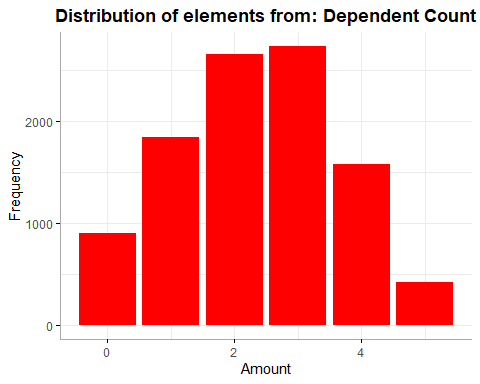 Distribution of elements from: Dependent Count
Frequency
2000
1000
0
0 2 4
Amount